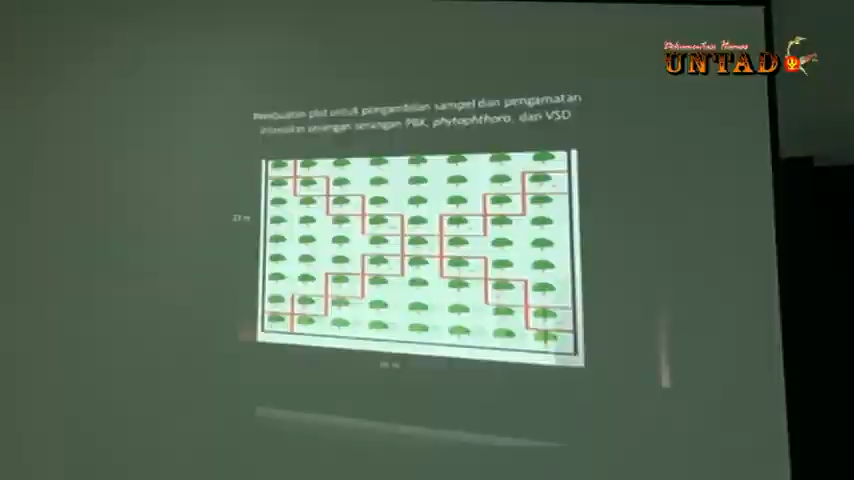 Dokumentasi Humas
UNTAD
Pembuatan plot untuk pengambilan sampel dan pengamatan
intensitas serangan serangan PBK, phytophthora, dan VSD